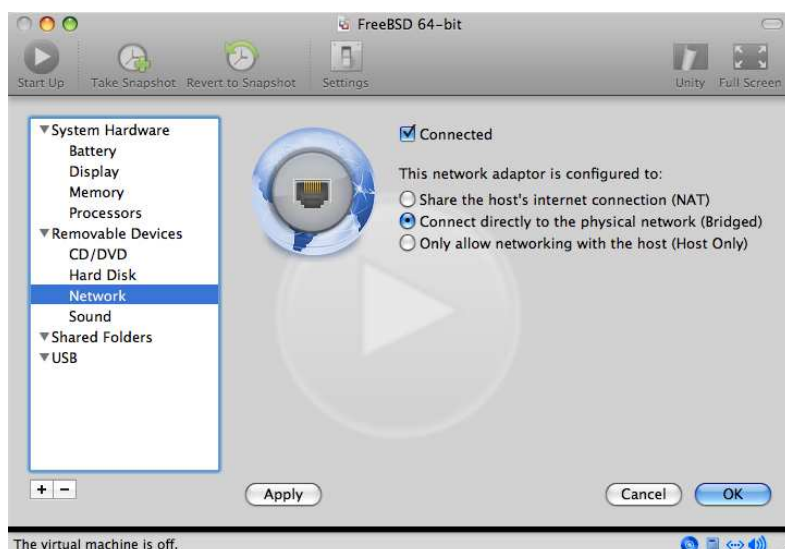 FreeBSD 64-bit
Start Up Take Snapshot Revert to Snapshot Settings Unity Full Screen
System Hardware
Battery
Display
Memory
Processors
Removable Devices
CD/DVD
Hard Disk
Network
Sound
Shared Folders
USB
Connected
This network adaptor is configured to:
Share the host's internet connection (NAT)
Connect directly to the physical network (Bridged)
Only allow networking with the host (Host Only)
+ −
Apply Cancel OK
The virtual machine is off.